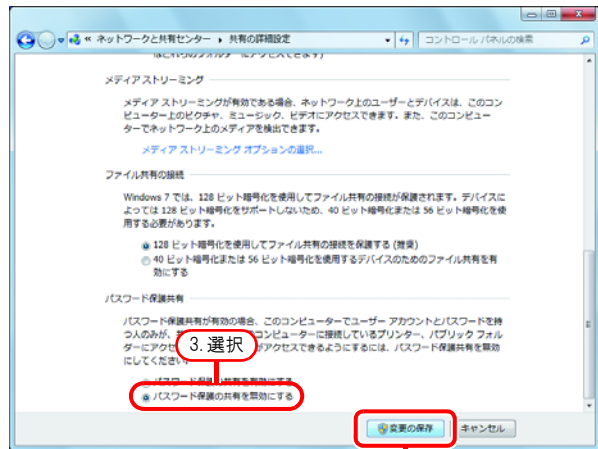 « ネットワークと共有センター ▸ 共有の詳細設定
コントロール パネルの検索
メディア ストリーミング
メディア ストリーミングが有効である場合、ネットワーク上のユーザーとデバイスは、このコン
ピューター上のピクチャ、ミュージック、ビデオにアクセスできます。また、このコンピュー
ターでネットワーク上のメディアを検出できます。
メディア ストリーミング オプションの選択...
ファイル共有の接続
Windows 7 では、128 ビット暗号化を使用してファイル共有の接続が保護されます。デバイスに
よっては 128 ビット暗号化をサポートしないため、40 ビット暗号化または 56 ビット暗号化を使
用する必要があります。
128 ビット暗号化を使用してファイル共有の接続を保護する (推奨)
40 ビット暗号化または 56 ビット暗号化を使用するデバイスのためのファイル共有を有
効にする
パスワード保護共有
パスワード保護共有が有効の場合、このコンピューターでユーザー アカウントとパスワードを持
つ人のみが、コンピューターに接続しているプリンター、パブリック フォル
ダーにアクセ がアクセスできるようにするには、パスワード保護共有を無効
にしてください。
3. 選択
パスワード保護の共有を有効にする
パスワード保護の共有を無効にする
変更の保存
キャンセル